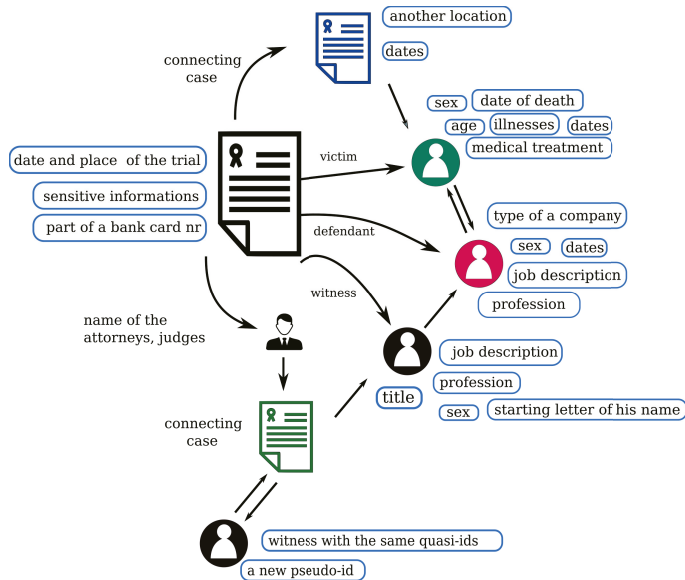 another location
dates
connecting
case
sex
date of death
age
illnesses
dates
medical treatment
date and place of the trial
victim
sensitive informations
part of a bank card nr
defendant
type of a company
sex
dates
job description
profession
witness
name of the
attorneys, judges
job description
profession
title
sex
starting letter of his name
connecting
case
witness with the same quasi-ids
a new pseudo-id